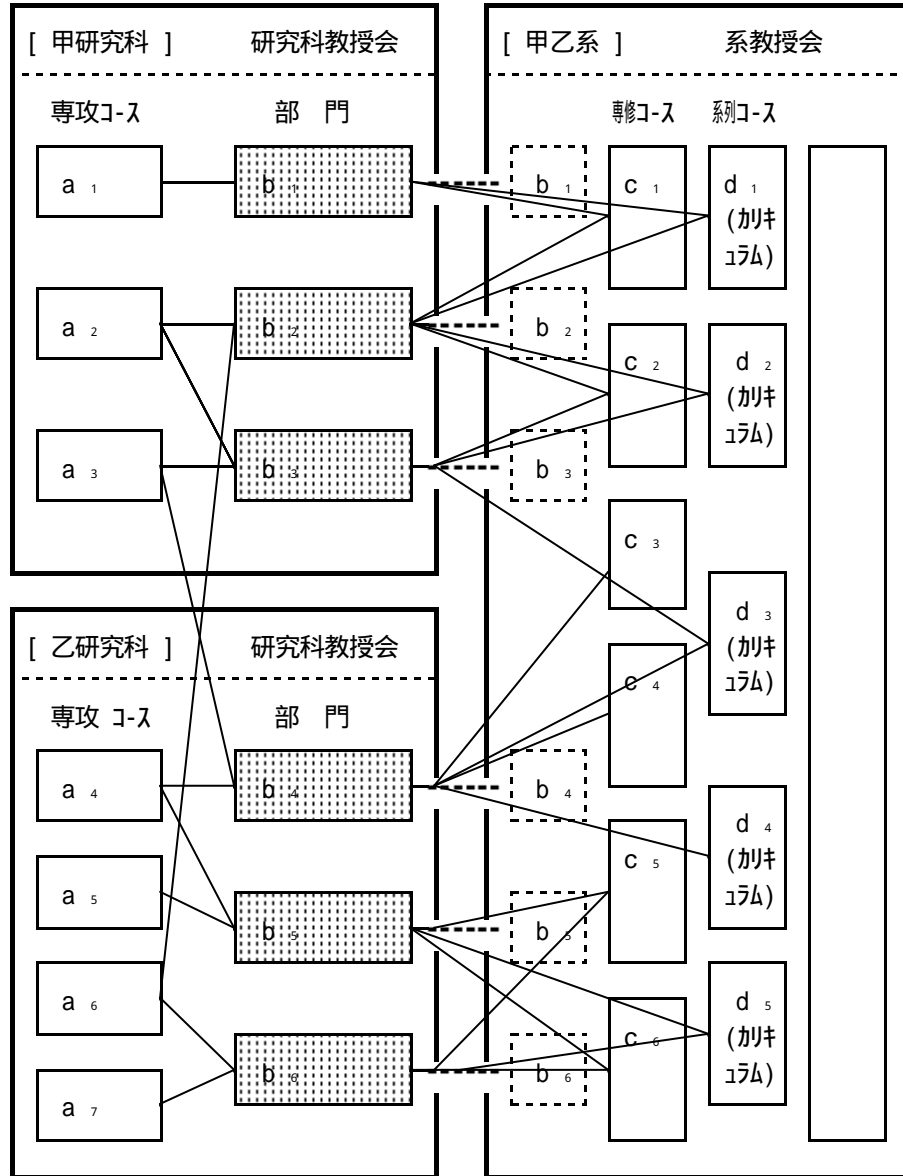 [ 甲研究科 ] 研究科教授会
専攻コース 部 門
a 1 b 1
a 2 b 2
a 3 b 3
[ 乙研究科 ] 研究科教授会
専攻 コース 部 門
a 4 b 4
a 5 b 5
a 6 b 6
a 7
[ 甲乙系 ] 系教授会
専修コース 系列コース
b 1 c 1 d 1
(カリキ
ュラム)
b 2 c 2 d 2
(カリキ
ュラム)
b 3
c 3 d 3
(カリキ
ュラム)
c 4
b 4 d 4
(カリキ
ュラム)
c 5
b 5 d 5
(カリキ
ュラム)
b 6 c 6